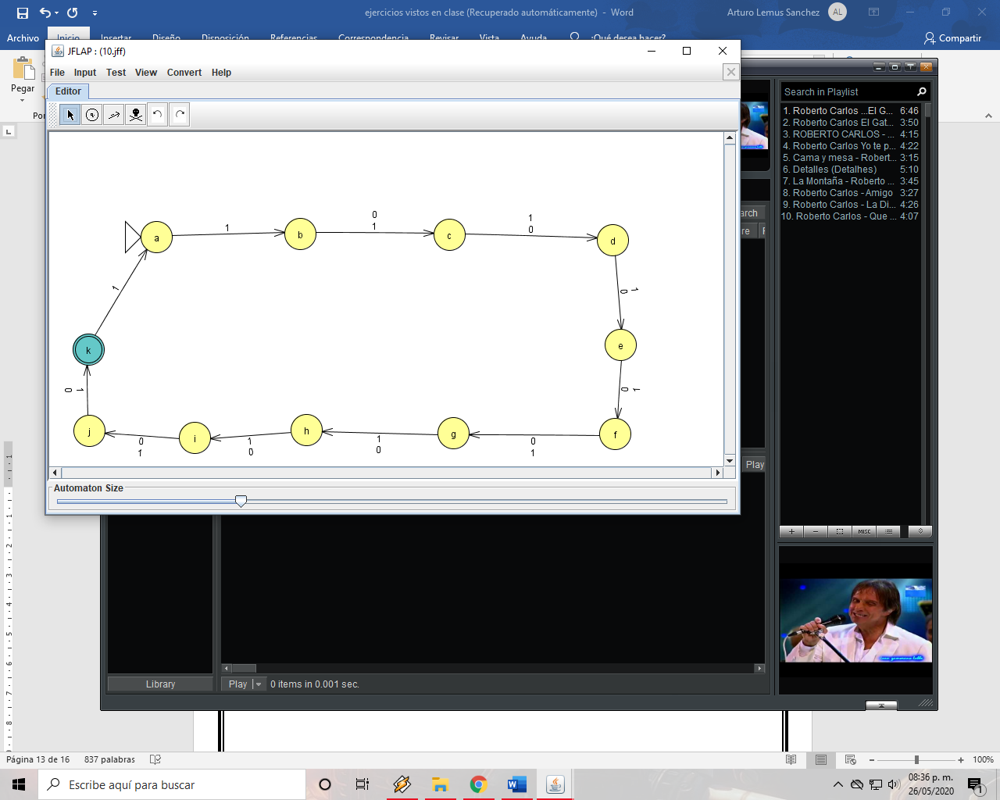 ejercicios vistos en clase (Recuperado automáticamente) - Word
Arturo Lemus Sanchez
AL
Archivo
Inicio
Insertar
Diseño
Disposición
Referencias
Correspondencia
Revisar
Vista
Ayuda
¿Qué desea hacer?
Compartir
Pegar
JFLAP : (10.jff)
File Input Test View Convert Help
Editor
a
1
b
0
1
c
1
0
d
1
0
e
1
0
f
0
1
g
1
0
h
1
0
i
0
1
j
1
0
k
1
Automaton Size
Search in Playlist
1. Roberto Carlos ...El G... 6:46
2. Roberto Carlos El Gat... 3:50
3. ROBERTO CARLOS - ... 4:15
4. Roberto Carlos Yo te p... 4:22
5. Cama y mesa - Robert... 3:15
6. Detalles (Detalhes) 5:10
7. La Montaña - Roberto ... 3:45
8. Roberto Carlos - Amigo 3:27
9. Roberto Carlos - La Di... 4:26
10. Roberto Carlos - Que ... 4:07
Play
MISC
Library
Play
0 items in 0.001 sec.
Página 13 de 16 837 palabras
100%
Escribe aquí para buscar
08:36 p. m.
26/05/2020
1